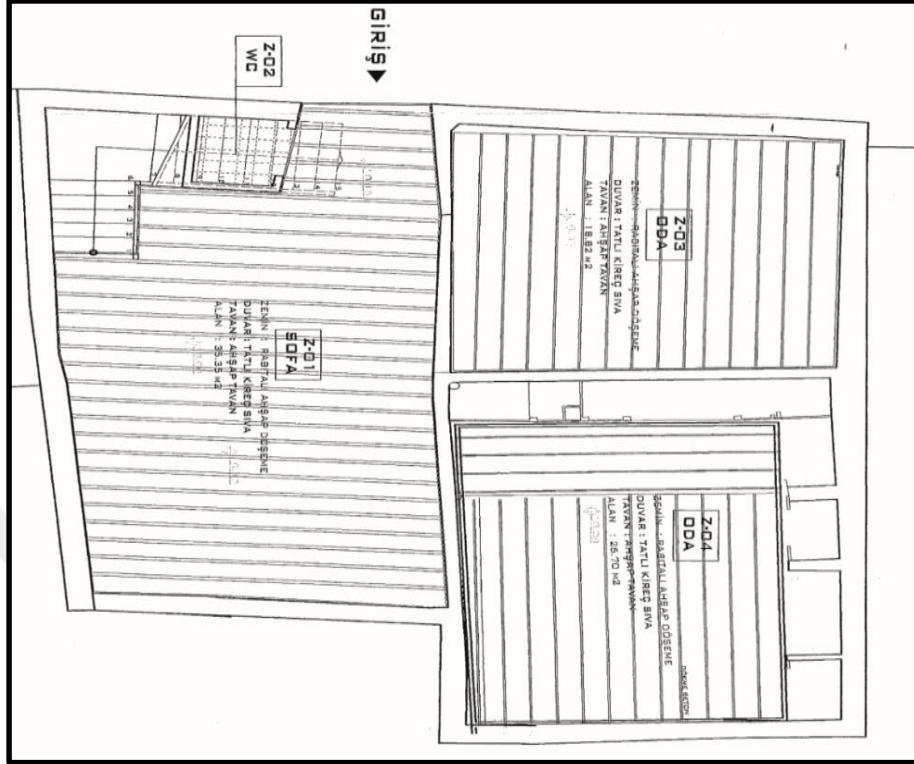 GİRİŞ
Z-02
WC
Z-03
ODA
ZEMİN : RABITALI AHŞAP DÖŞEME
DUVAR : TATLI KİREÇ SIVA
TAVAN : AHŞAP TAVAN
ALAN : 18.82 M2
Z-01
SOFA
ZEMİN : RABITALI AHŞAP DÖŞEME
DUVAR : TATLI KİREÇ SIVA
TAVAN : AHŞAP TAVAN
ALAN : 35.35 M2
Z-04
ODA
ZEMİN : RABITALI AHŞAP DÖŞEME
DUVAR : TATLI KİREÇ SIVA
TAVAN : AHŞAP TAVAN
ALAN : 25.70 M2
DÖKME BETON